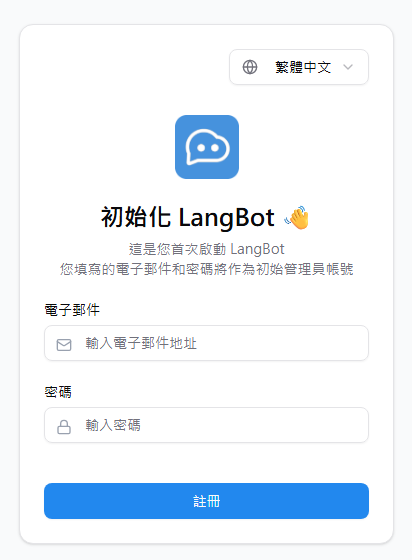 繁體中文
初始化 LangBot 👋
這是您首次啟動 LangBot
您填寫的電子郵件和密碼將作為初始管理員帳號
電子郵件
輸入電子郵件地址
密碼
輸入密碼
註冊